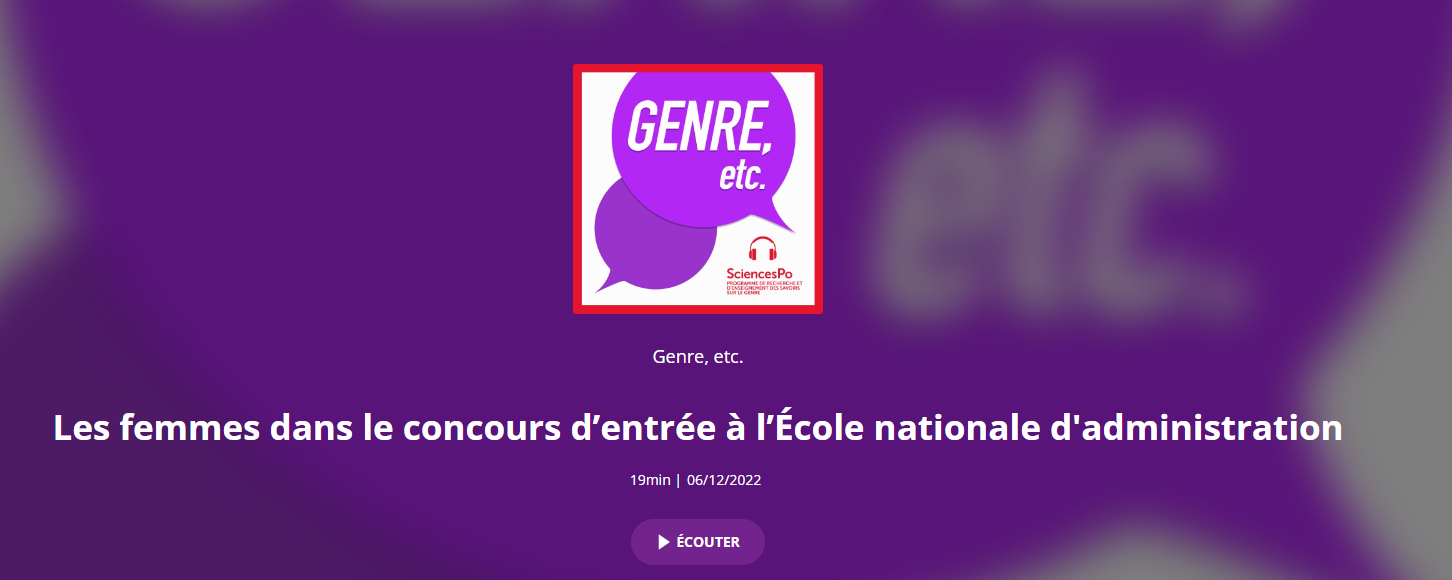 GENRE,
etc.
SciencesPo
PROGRAMME DE RECHERCHE ET
D'ENSEIGNEMENT DES SAVOIRS
SUR LE GENRE
etc.
Genre, etc.
Les femmes dans le concours d’entrée à l’École nationale d'administration
19min | 06/12/2022
ÉCOUTER